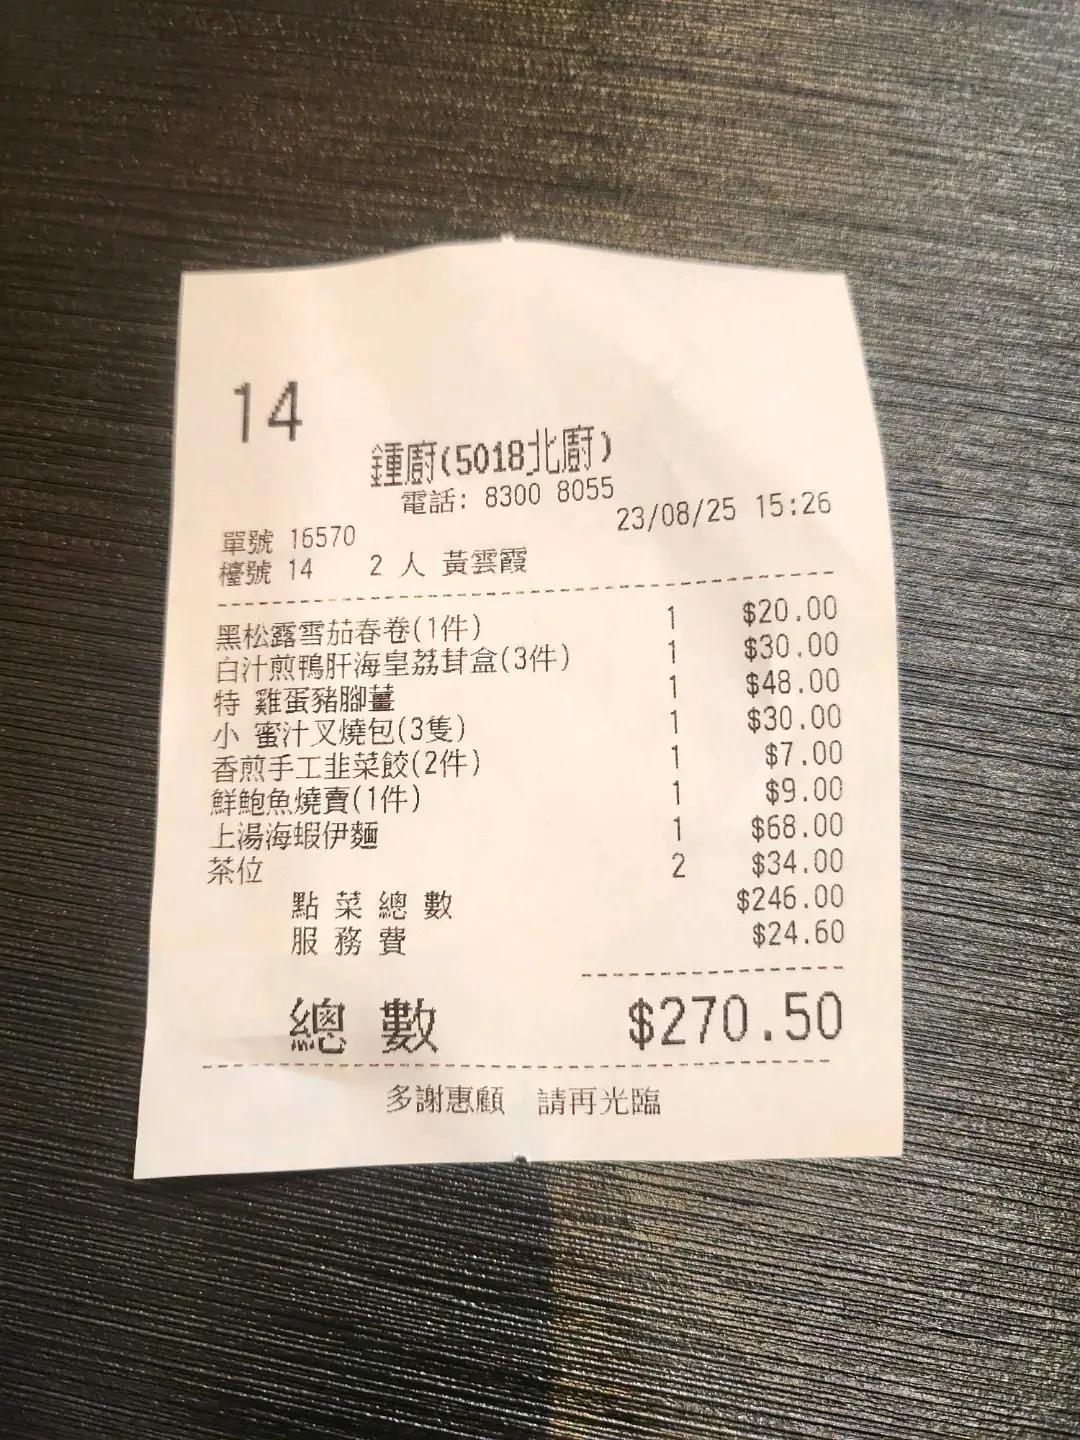 14
鍾廚(5018北廚)
電話: 8300 8055
23/08/25 15:26
單號 16570
檯號 14 2 人 黃雲霞
黑松露雪茄春卷(1件) 1 $20.00
白汁煎鴨肝海皇荔茸盒(3件) 1 $30.00
特 雞蛋豬腳薑 1 $48.00
小 蜜汁叉燒包(3隻) 1 $30.00
香煎手工韭菜餃(2件) 1 $7.00
鮮鮑魚燒賣(1件) 1 $9.00
上湯海蝦伊麵 1 $68.00
茶位 2 $34.00
點菜總數 $246.00
服務費 $24.60
總數 $270.50
多謝惠顧 請再光臨